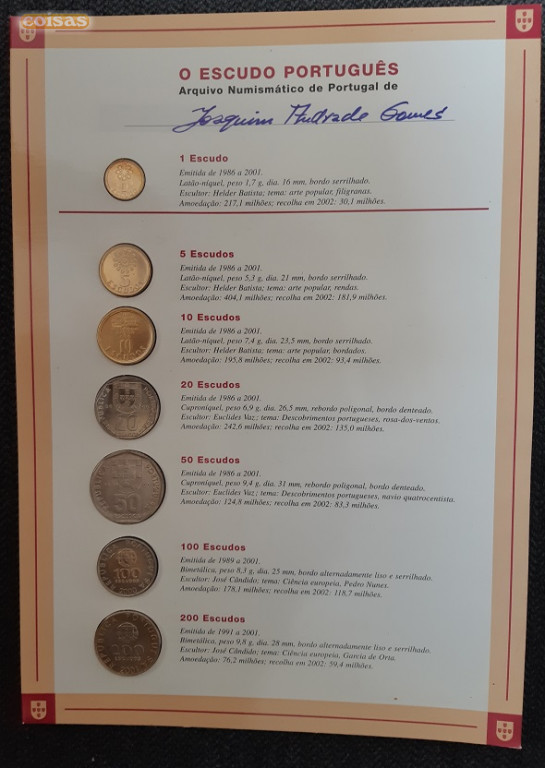 coisas
O ESCUDO PORTUGUÊS
Arquivo Numismático de Portugal de
Joaquim Andrade Gomes
1 Escudo
Emitida de 1986 a 2001.
Latão-níquel, peso 1,7 g, dia. 16 mm, bordo serrilhado.
Escultor: Helder Batista; tema: arte popular, filigranas.
Amoedação: 217,1 milhões; recolha em 2002: 30,1 milhões.
5 Escudos
Emitida de 1986 a 2001.
Latão-níquel, peso 5,3 g, dia. 21 mm, bordo serrilhado.
Escultor: Helder Batista; tema: arte popular, rendas.
Amoedação: 404,1 milhões; recolha em 2002: 181,9 milhões.
10 Escudos
Emitida de 1986 a 2001.
Latão-níquel, peso 7,4 g, dia. 23,5 mm, bordo serrilhado.
Escultor: Helder Batista; tema: arte popular, bordados.
Amoedação: 195,8 milhões; recolha em 2002: 93,4 milhões.
20 Escudos
Emitida de 1986 a 2001.
Cuproníquel, peso 6,9 g, dia. 26,5 mm, rebordo poligonal, bordo denteado.
Escultor: Euclides Vaz; tema: Descobrimentos portugueses, rosa-dos-ventos.
Amoedação: 242,6 milhões; recolha em 2002: 135,0 milhões.
20
50 Escudos
Emitida de 1986 a 2001.
Cuproníquel, peso 9,4 g, dia. 31 mm, rebordo poligonal, bordo denteado.
Escultor: Euclides Vaz; tema: Descobrimentos portugueses, navio quatrocentista.
Amoedação: 124,8 milhões; recolha em 2002: 83,3 milhões.
50
100 Escudos
Emitida de 1989 a 2001.
Bimetálica, peso 8,3 g, dia. 25 mm, bordo alternadamente liso e serrilhado.
Escultor: José Cândido; tema: Ciência europeia, Pedro Nunes.
Amoedação: 178,1 milhões; recolha em 2002: 118,7 milhões.
100
ESCUDOS
200 Escudos
Emitida de 1991 a 2001.
Bimetálica, peso 9,8 g, dia. 28 mm, bordo alternadamente liso e serrilhado.
Escultor: José Cândido; tema: Ciência europeia, Garcia de Orta.
Amoedação: 76,2 milhões; recolha em 2002: 59,4 milhões.
200
ESCUDOS